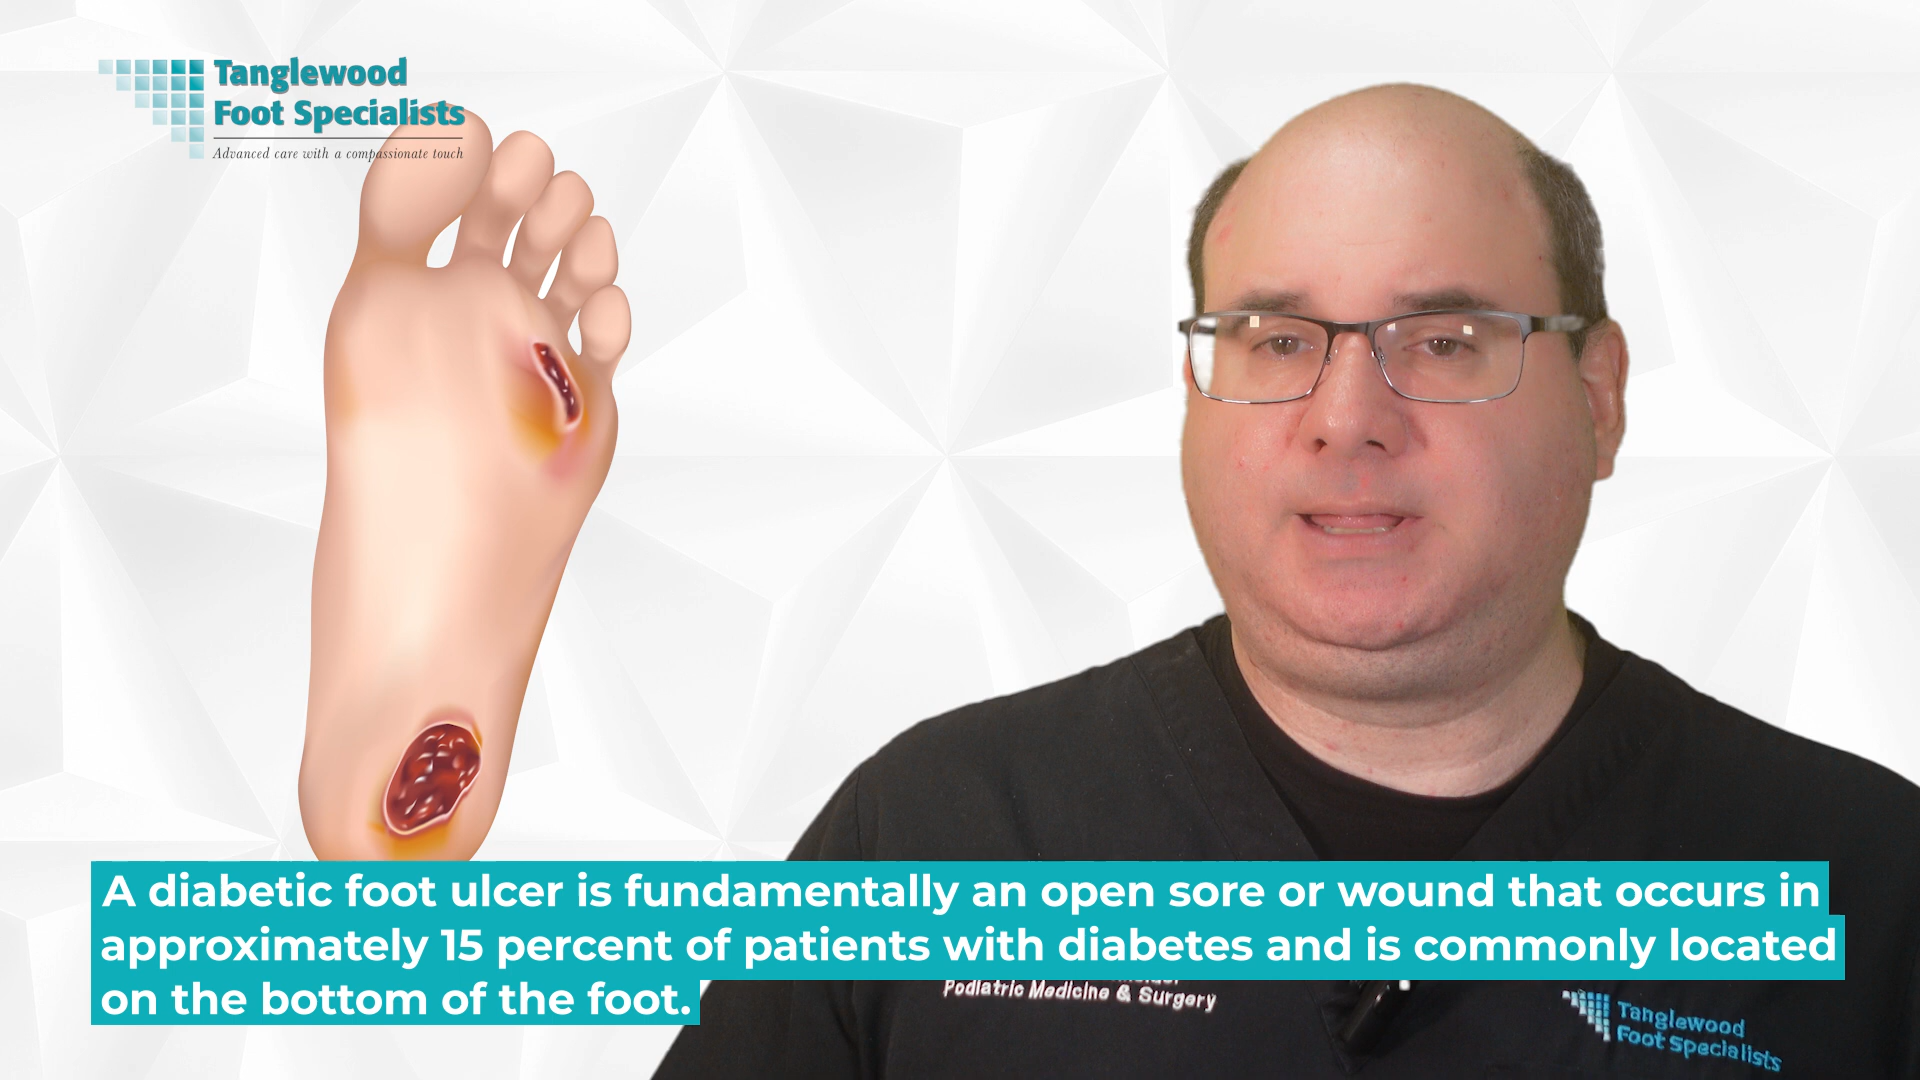 Tanglewood
Foot Specialists
Advanced care with a compassionate touch
A diabetic foot ulcer is fundamentally an open sore or wound that occurs in
approximately 15 percent of patients with diabetes and is commonly located
on the bottom of the foot.
Podiatric Medicine & Surgery
Tanglewood
Foot Specialists